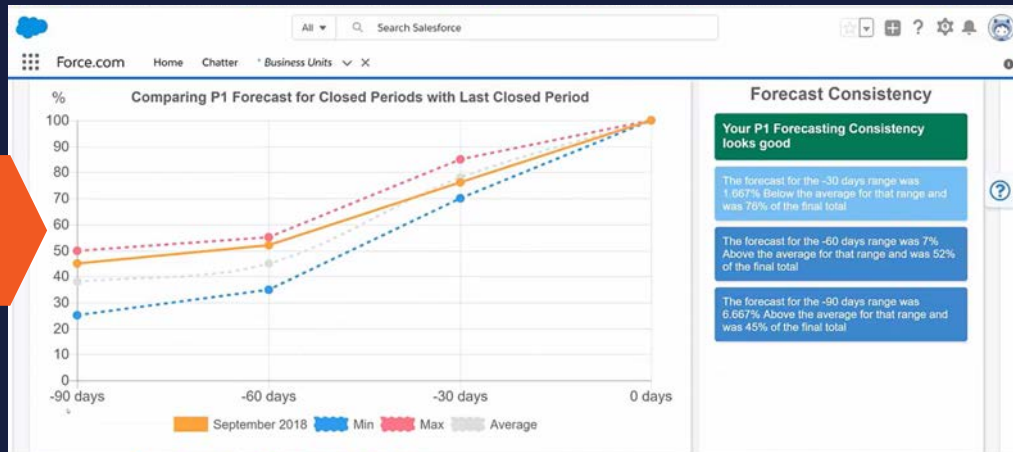 All
Search Salesforce
Force.com
Home
Chatter
* Business Units
%
Comparing P1 Forecast for Closed Periods with Last Closed Period
100
90
80
70
60
50
40
30
20
10
0
-90 days
-60 days
-30 days
0 days
September 2018
Min
Max
Average
Forecast Consistency
Your P1 Forecasting Consistency
looks good
The forecast for the -30 days range was
1.667% Below the average for that range and
was 76% of the final total
The forecast for the -60 days range was 7%
Above the average for that range and was 52%
of the final total
The forecast for the -90 days range was
6.667% Above the average for that range and
was 45% of the final total